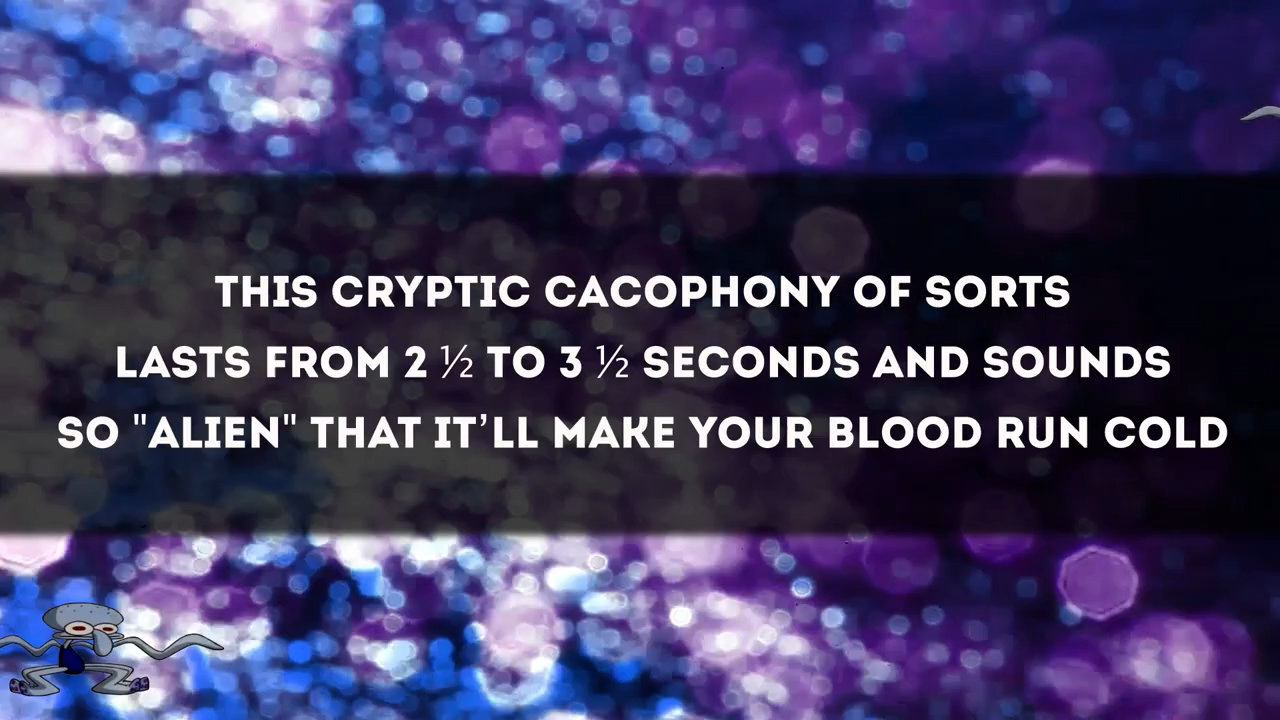 THIS CRYPTIC CACOPHONY OF SORTS
LASTS FROM 2 ½ TO 3 ½ SECONDS AND SOUNDS
SO "ALIEN" THAT IT’LL MAKE YOUR BLOOD RUN COLD